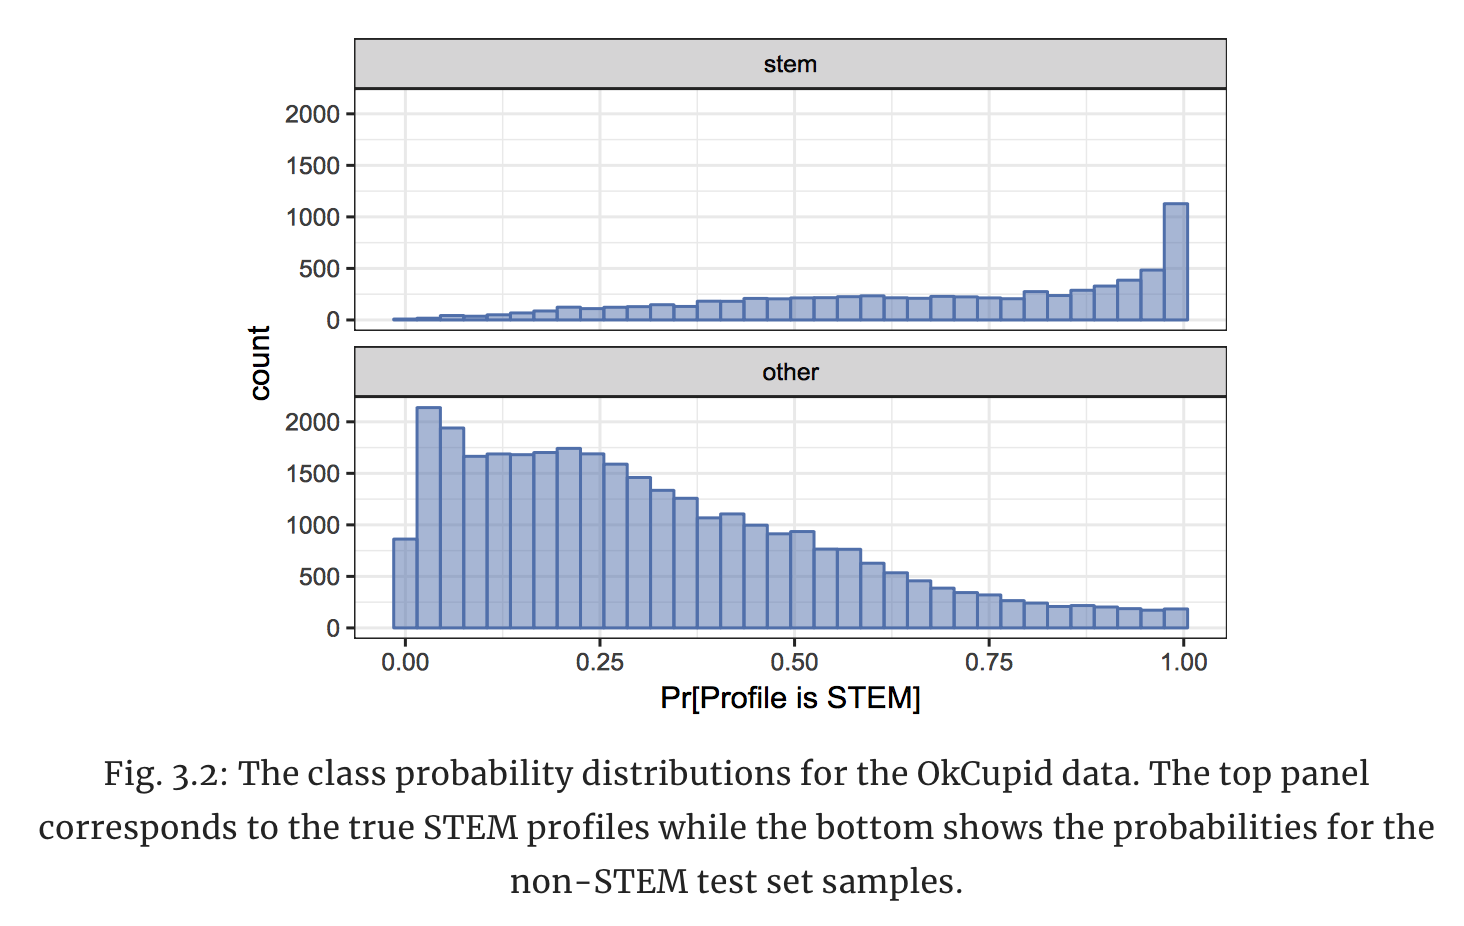 stem
2000
1500
1000
500
0
count
other
2000
1500
1000
500
0
0.00 0.25 0.50 0.75 1.00
Pr[Profile is STEM]
Fig. 3.2: The class probability distributions for the OkCupid data. The top panel
corresponds to the true STEM profiles while the bottom shows the probabilities for the
non-STEM test set samples.